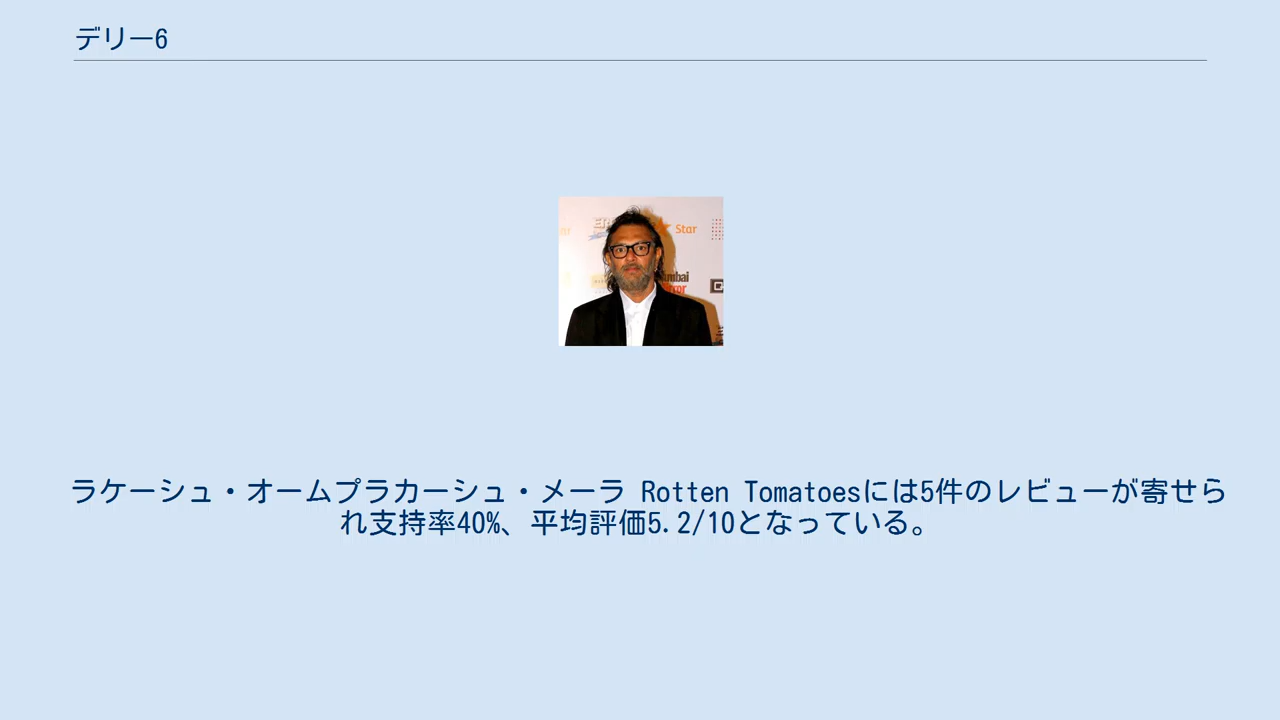 デリー6
Star
ラケーシュ・オームプラカーシュ・メーラ Rotten Tomatoesには5件のレビューが寄せら
れ支持率40%、平均評価5.2/10となっている。